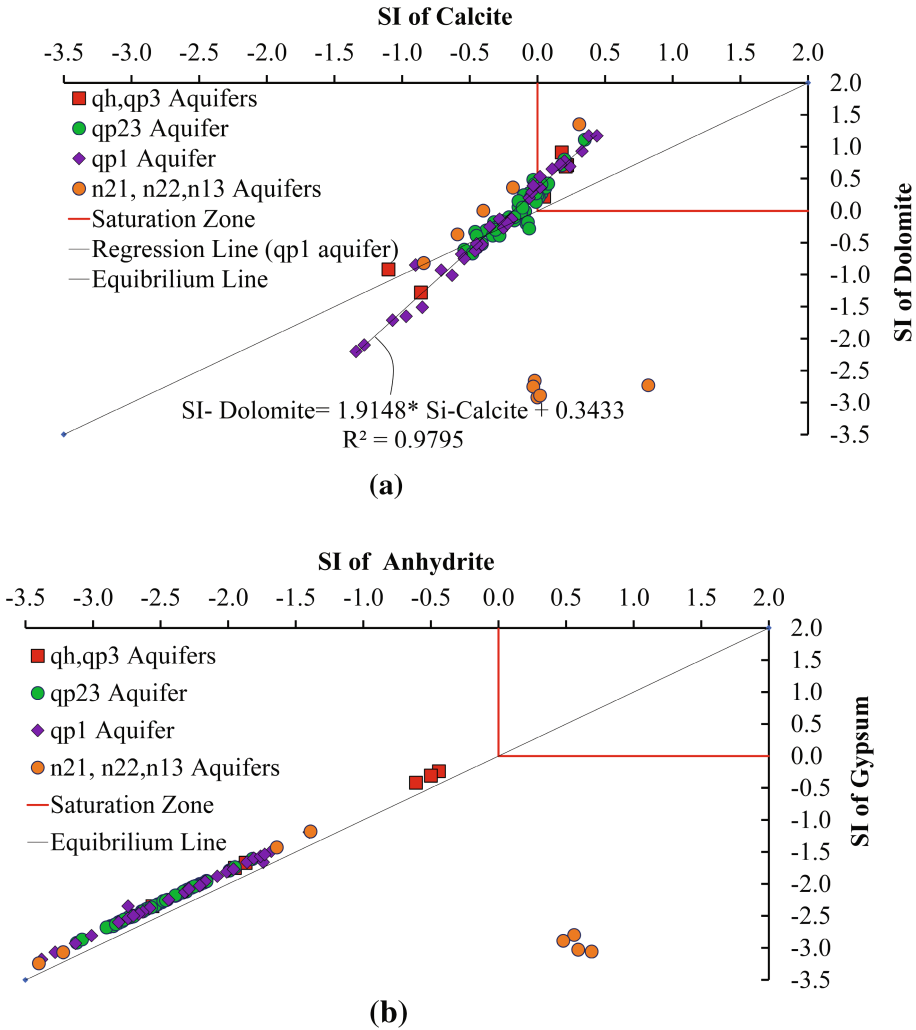 SI of Calcite
-3.5 -3.0 -2.5 -2.0 -1.5 -1.0 -0.5 0.0 0.5 1.0 1.5 2.0
2.0
1.5
1.0
0.5
0.0
-0.5
-1.0
-1.5
-2.0
-2.5
-3.0
-3.5
SI of Dolomite
qh,qp3 Aquifers
qp23 Aquifer
qp1 Aquifer
n21, n22,n13 Aquifers
Saturation Zone
Regression Line (qp1 aquifer)
Equibrilium Line
SI- Dolomite= 1.9148* Si-Calcite + 0.3433
R² = 0.9795
(a)
SI of Anhydrite
-3.5 -3.0 -2.5 -2.0 -1.5 -1.0 -0.5 0.0 0.5 1.0 1.5 2.0
2.0
1.5
1.0
0.5
0.0
-0.5
-1.0
-1.5
-2.0
-2.5
-3.0
-3.5
SI of Gypsum
qh,qp3 Aquifers
qp23 Aquifer
qp1 Aquifer
n21, n22,n13 Aquifers
Saturation Zone
Equibrilium Line
(b)